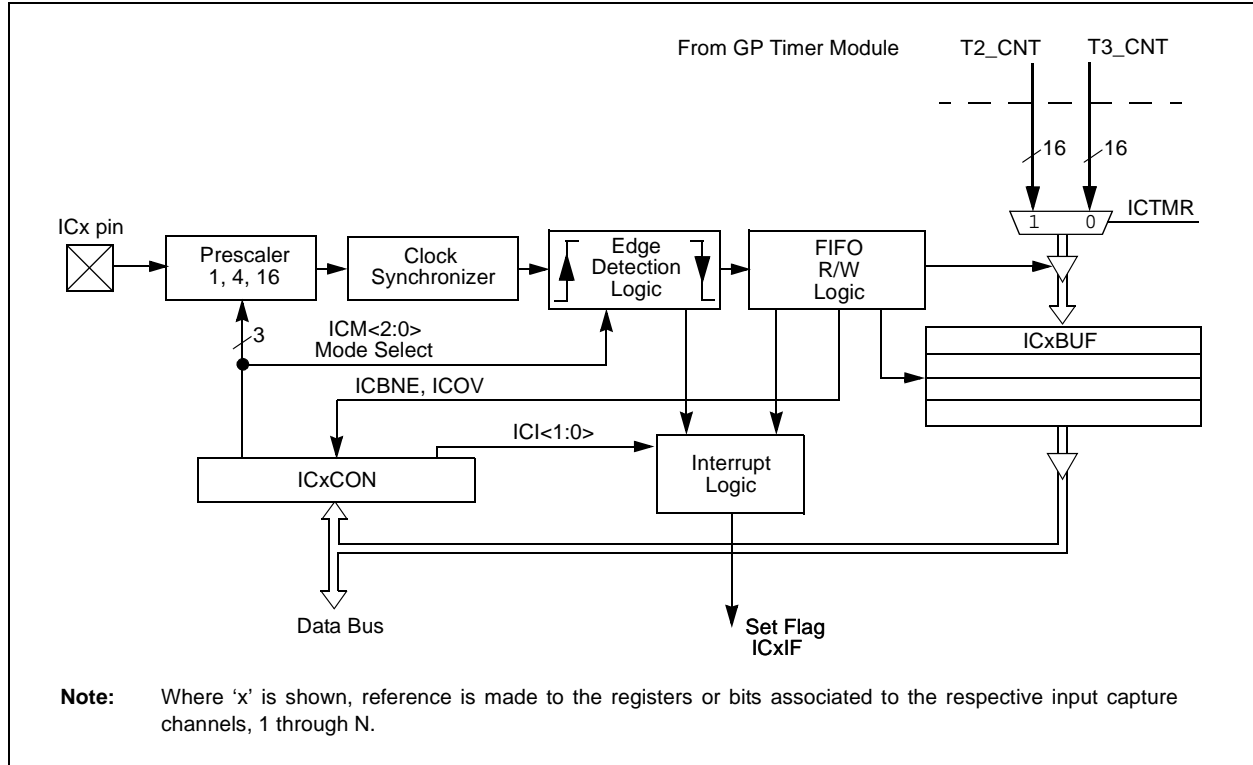 From GP Timer Module
T2_CNT
T3_CNT
16
16
ICx pin
1
0
ICTMR
Prescaler
1, 4, 16
Clock
Synchronizer
Edge
Detection
Logic
FIFO
R/W
Logic
3
ICM<2:0>
Mode Select
ICxBUF
ICBNE, ICOV
ICI<1:0>
ICxCON
Interrupt
Logic
Data Bus
Set Flag
ICxIF
Note: Where ‘x’ is shown, reference is made to the registers or bits associated to the respective input capture
channels, 1 through N.